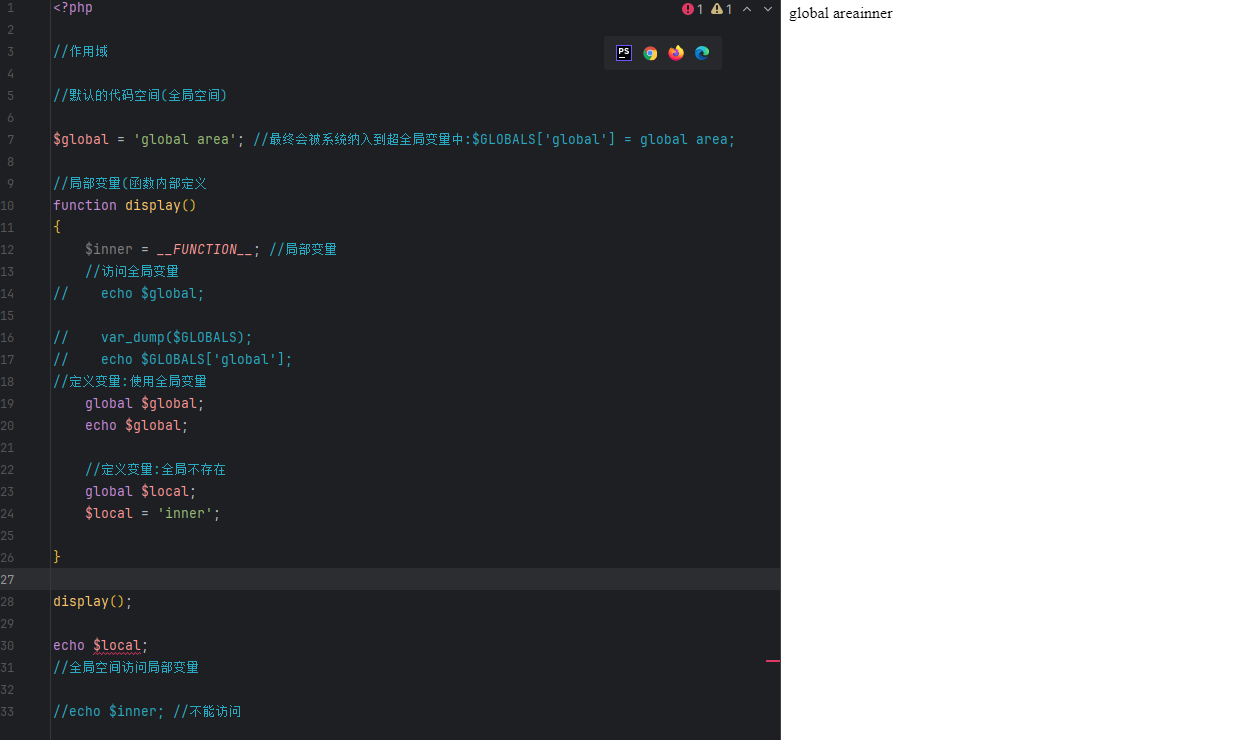 1 <?php
2
3 //作用域
4
5 //默认的代码空间(全局空间)
6
7 $global = 'global area'; //最终会被系统纳入到超全局变量中:$GLOBALS['global'] = global area;
8
9 //局部变量(函数内部定义
10 function display()
11 {
12 $inner = __FUNCTION__; //局部变量
13 //访问全局变量
14 // echo $global;
15
16 // var_dump($GLOBALS);
17 // echo $GLOBALS['global'];
18 //定义变量:使用全局变量
19 global $global;
20 echo $global;
21
22 //定义变量:全局不存在
23 global $local;
24 $local = 'inner';
25
26 }
27
28 display();
29
30 echo $local;
31 //全局空间访问局部变量
32
33 //echo $inner; //不能访问
1 1
PS
global areainner